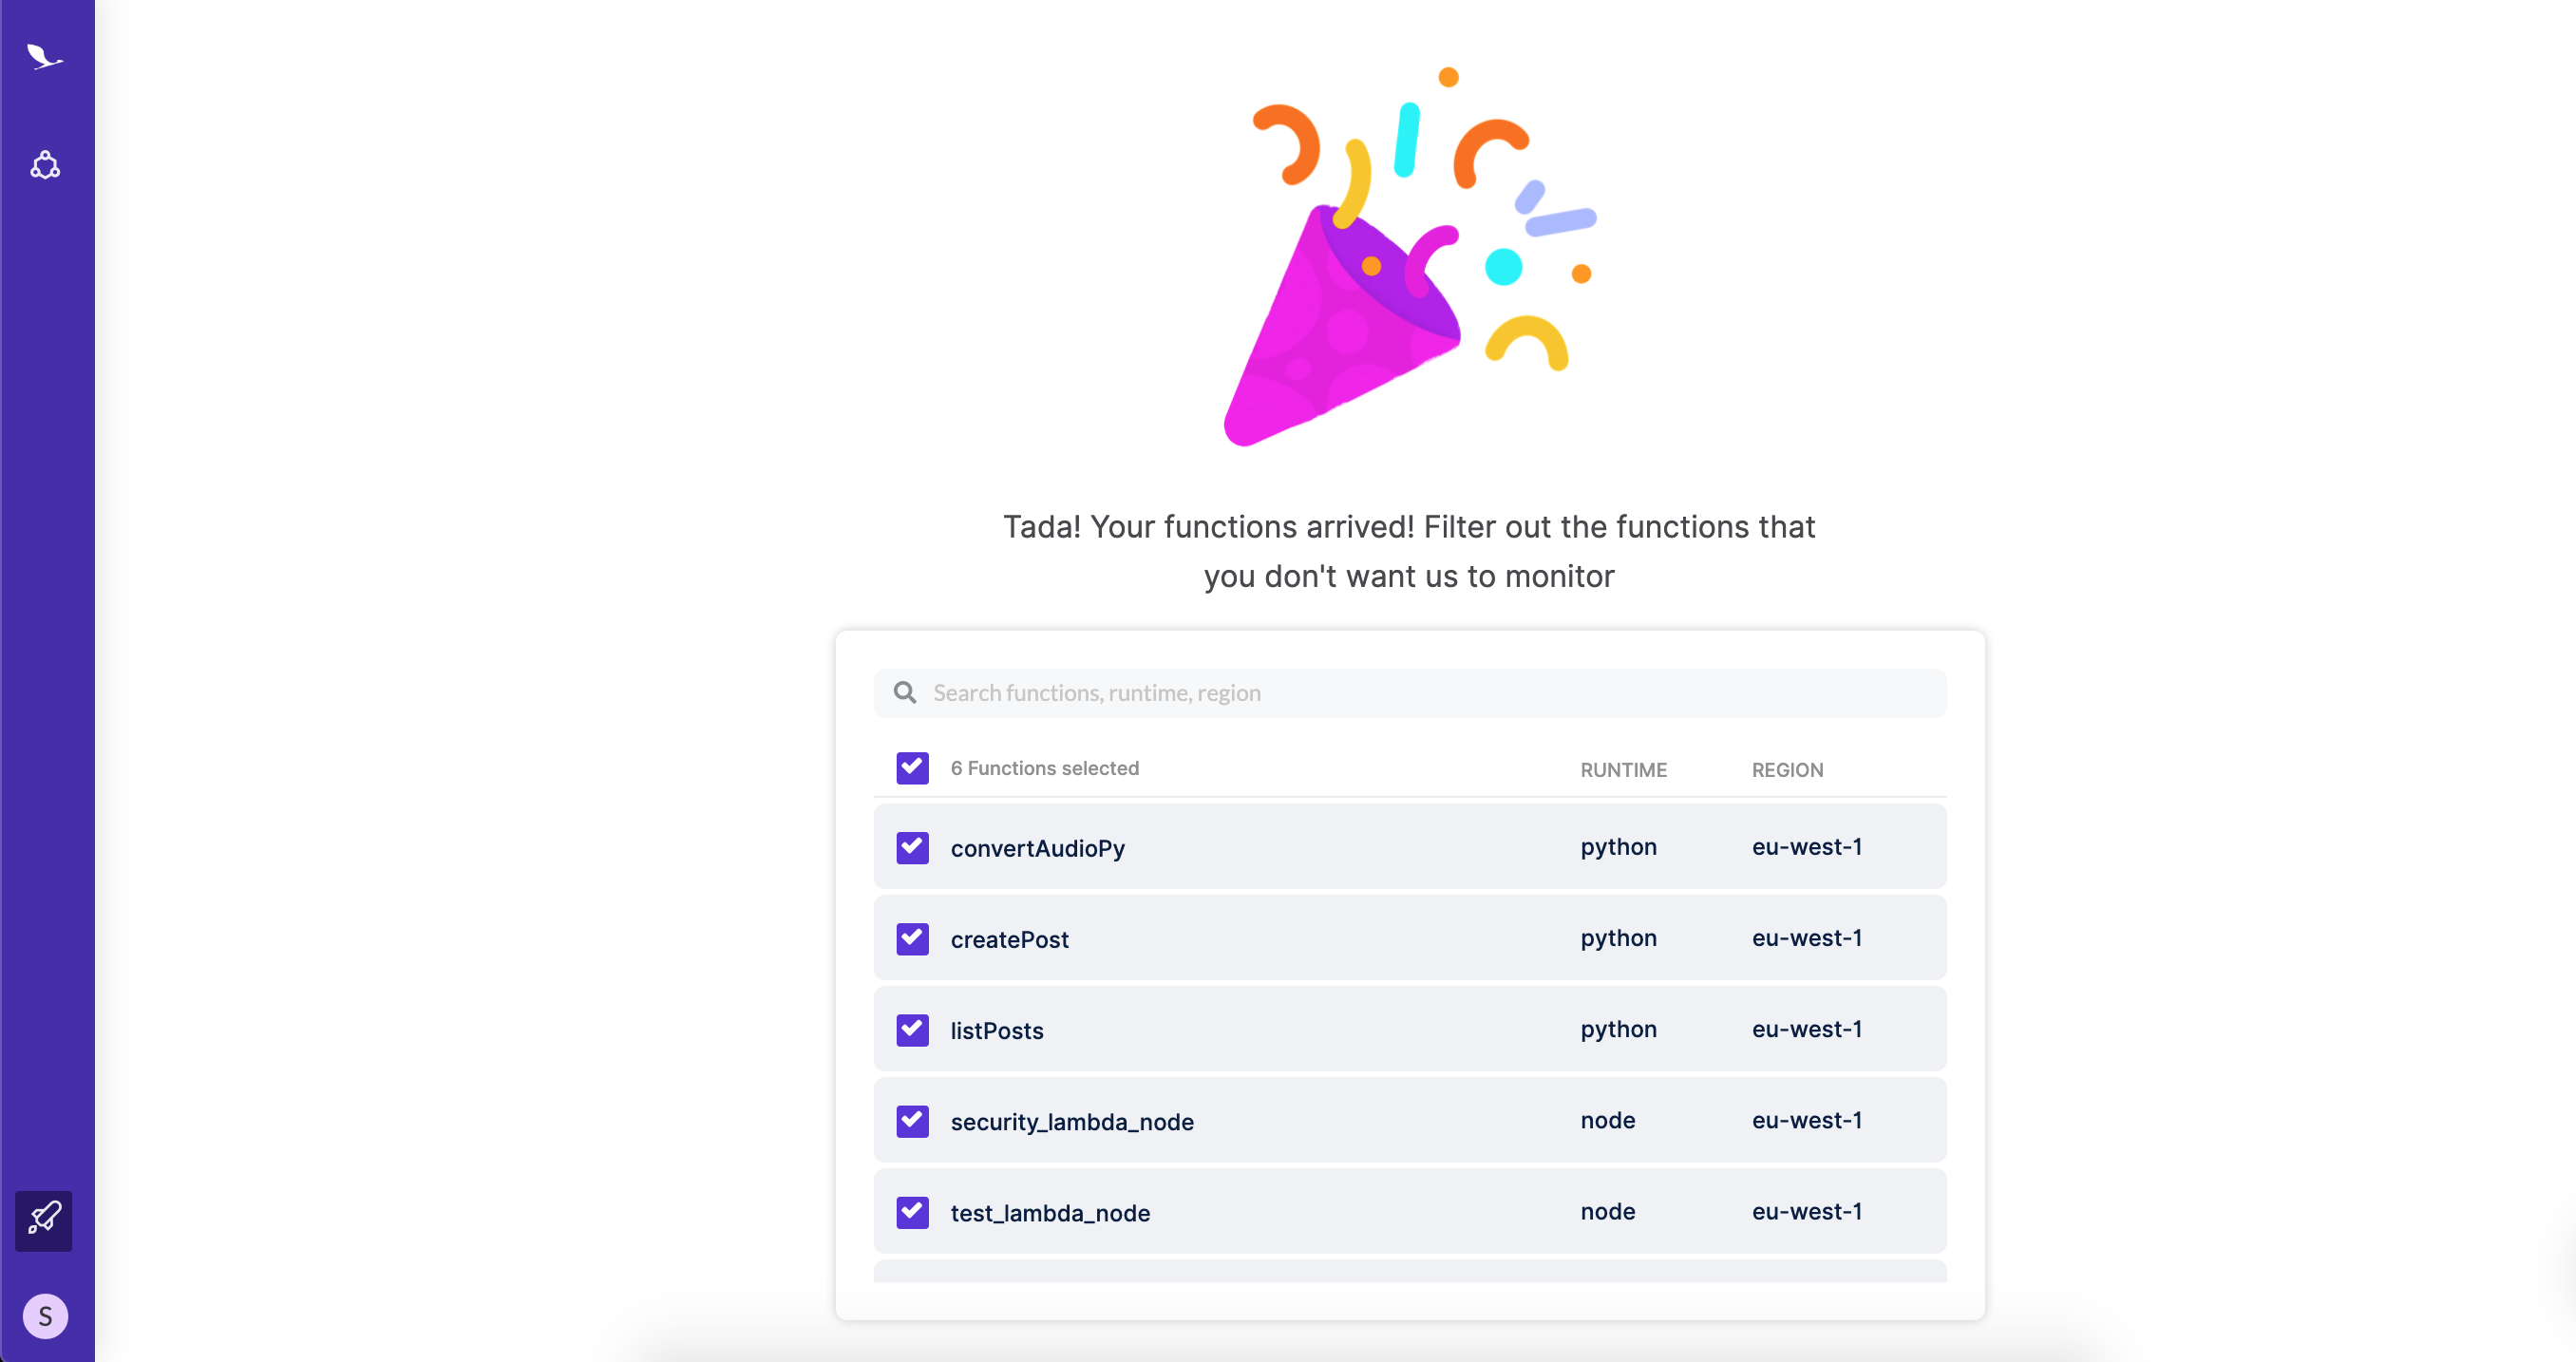 Tada! Your functions arrived! Filter out the functions that
you don't want us to monitor
Search functions, runtime, region
6 Functions selected RUNTIME REGION
convertAudioPy python eu-west-1
createPost python eu-west-1
listPosts python eu-west-1
security_lambda_node node eu-west-1
test_lambda_node node eu-west-1
S